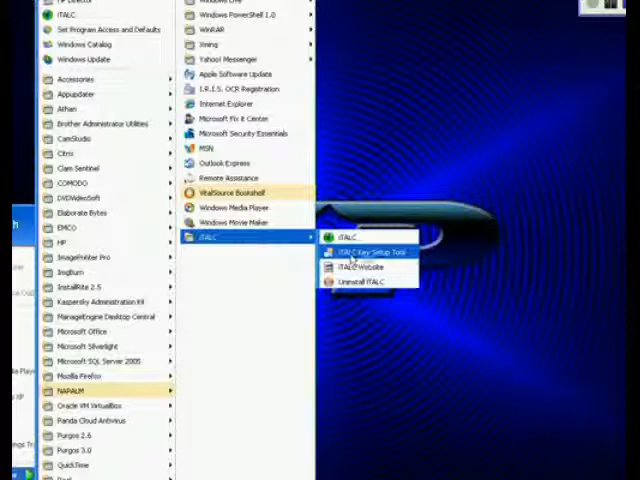 iTALC
Set Program Access and Defaults
Windows Catalog
Windows Update
Accessories
Appupdater
Athan
Brother Administrator Utilities
CamStudio
Citrix
Clam Sentinel
COMODO
DVDVideoSoft
Elaborate Bytes
EMCO
HP
ImagePrinter Pro
ImgBurn
InstallRite 2.5
Kaspersky Administration Kit
ManageEngine Desktop Central
Microsoft Office
Microsoft Silverlight
Microsoft SQL Server 2005
Mozilla Firefox
NAPALM
Oracle VM VirtualBox
Panda Cloud Antivirus
Purgos 2.6
Purgos 3.0
QuickTime
Windows Live
Windows PowerShell 1.0
WinRAR
Xming
Yahoo! Messenger
Apple Software Update
I.R.I.S. OCR Registration
Internet Explorer
Microsoft Fix it Center
Microsoft Security Essentials
MSN
Outlook Express
Remote Assistance
VitalSource Bookshelf
Windows Media Player
Windows Movie Maker
iTALC
iTALC
iTALC Key Setup Tool
iTALC Website
Uninstall iTALC